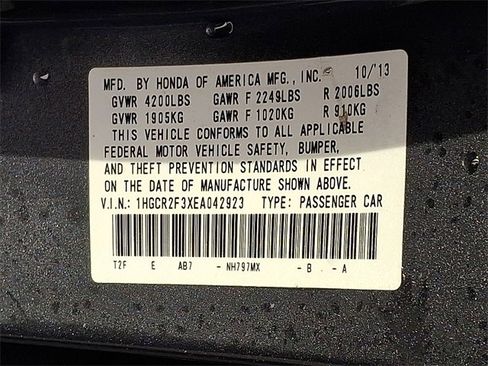 MFD. BY HONDA OF AMERICA MFG., INC. 10/'13
GVWR 4200LBS GAWR F 2249LBS R 2006LBS
GVWR 1905KG GAWR F 1020KG R 910KG
THIS VEHICLE CONFORMS TO ALL APPLICABLE
FEDERAL MOTOR VEHICLE SAFETY, BUMPER,
AND THEFT PREVENTION STANDARDS IN EFFECT
ON THE DATE OF MANUFACTURE SHOWN ABOVE.
V.I.N.: 1HGCR2F3XEA042923 TYPE: PASSENGER CAR
T2F E AB7 - NH797MX - B - A